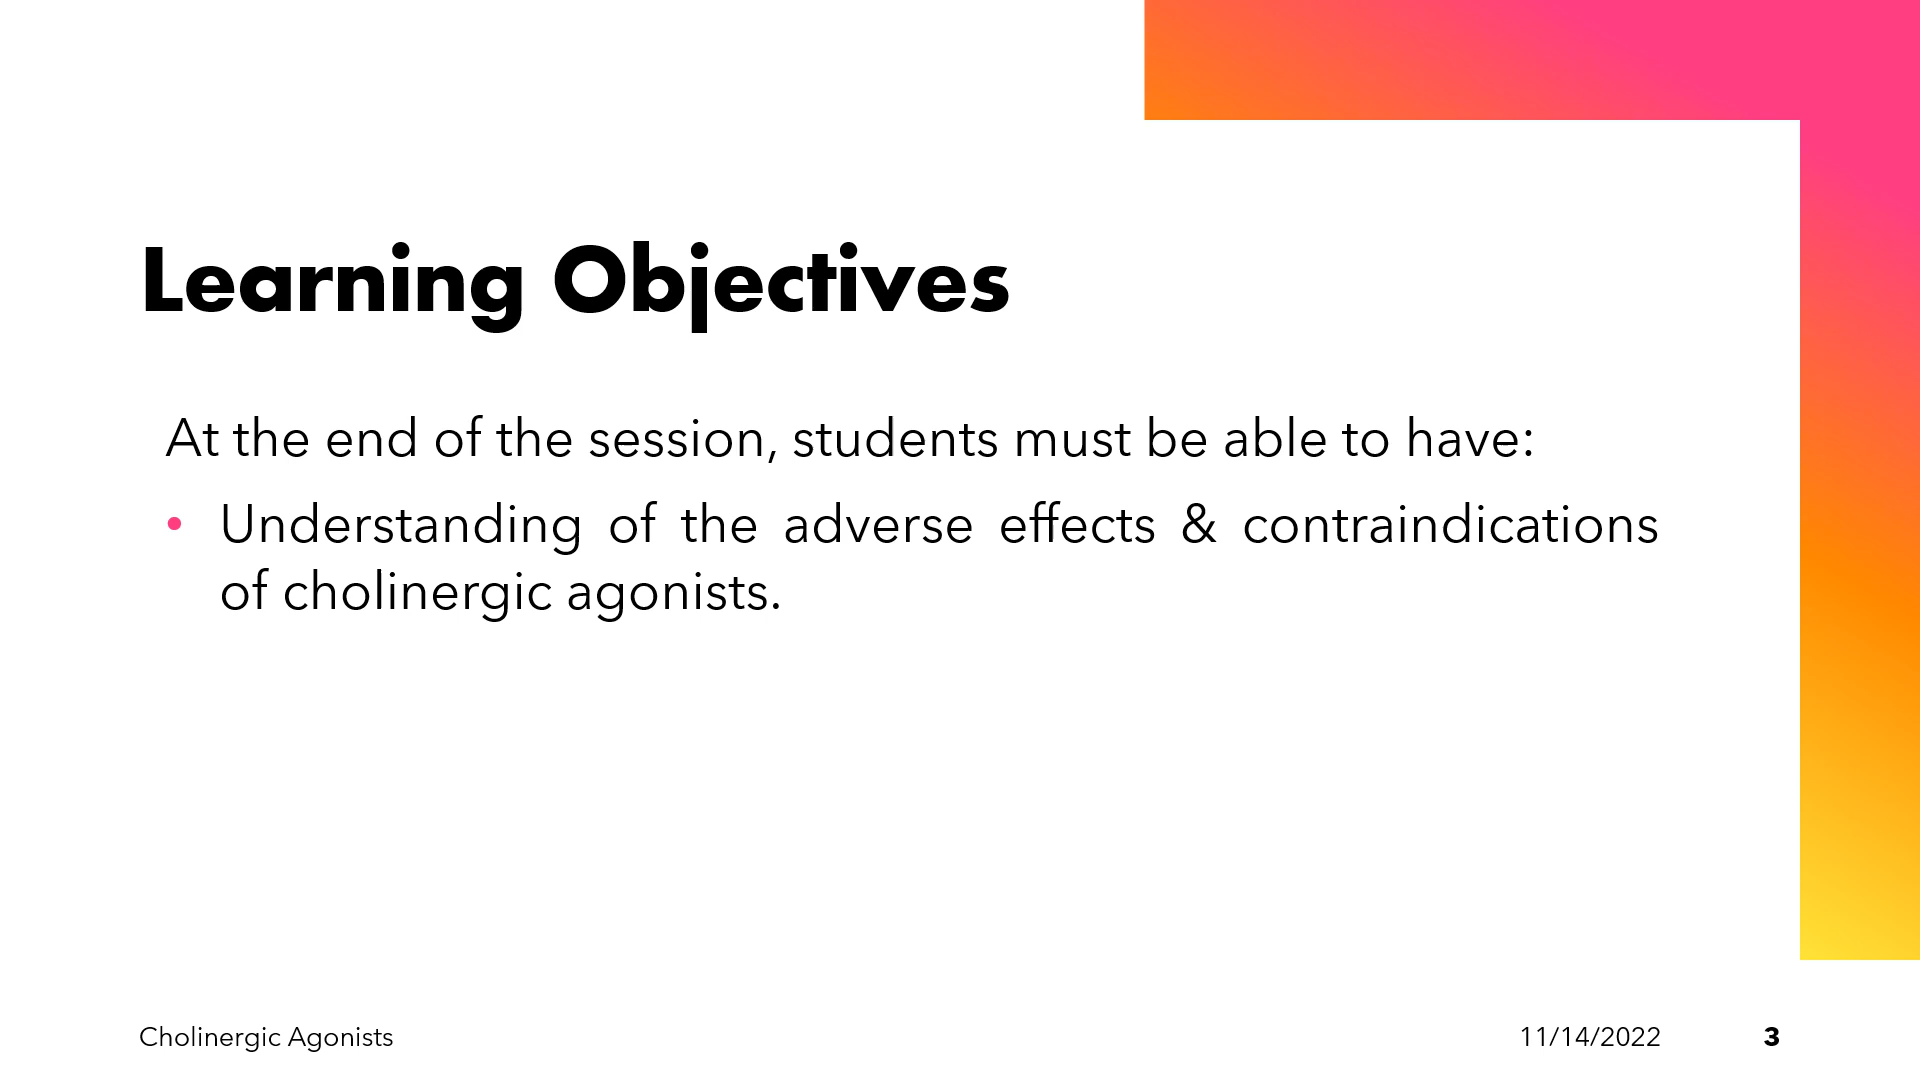 Learning Objectives
At the end of the session, students must be able to have:
• Understanding of the adverse effects & contraindications
of cholinergic agonists.
Cholinergic Agonists
11/14/2022
3